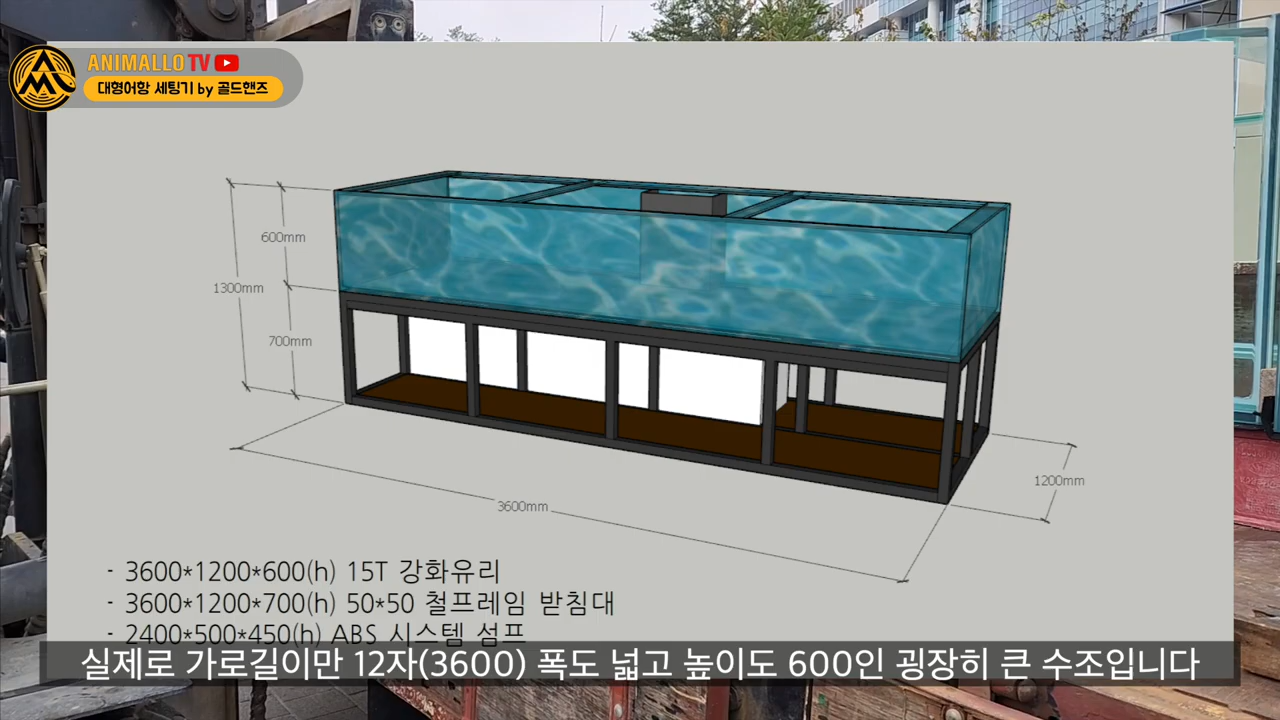 ANIMALLO TV
대형어항 세팅기 by 골드핸즈
600mm
1300mm
700mm
3600mm
1200mm
- 3600*1200*600(h) 15T 강화유리
- 3600*1200*700(h) 50*50 철프레임 받침대
- 2400*500*450(h) ABS 시스템 섬프
실제로 가로길이만 12자(3600) 폭도 넓고 높이도 600인 굉장히 큰 수조입니다